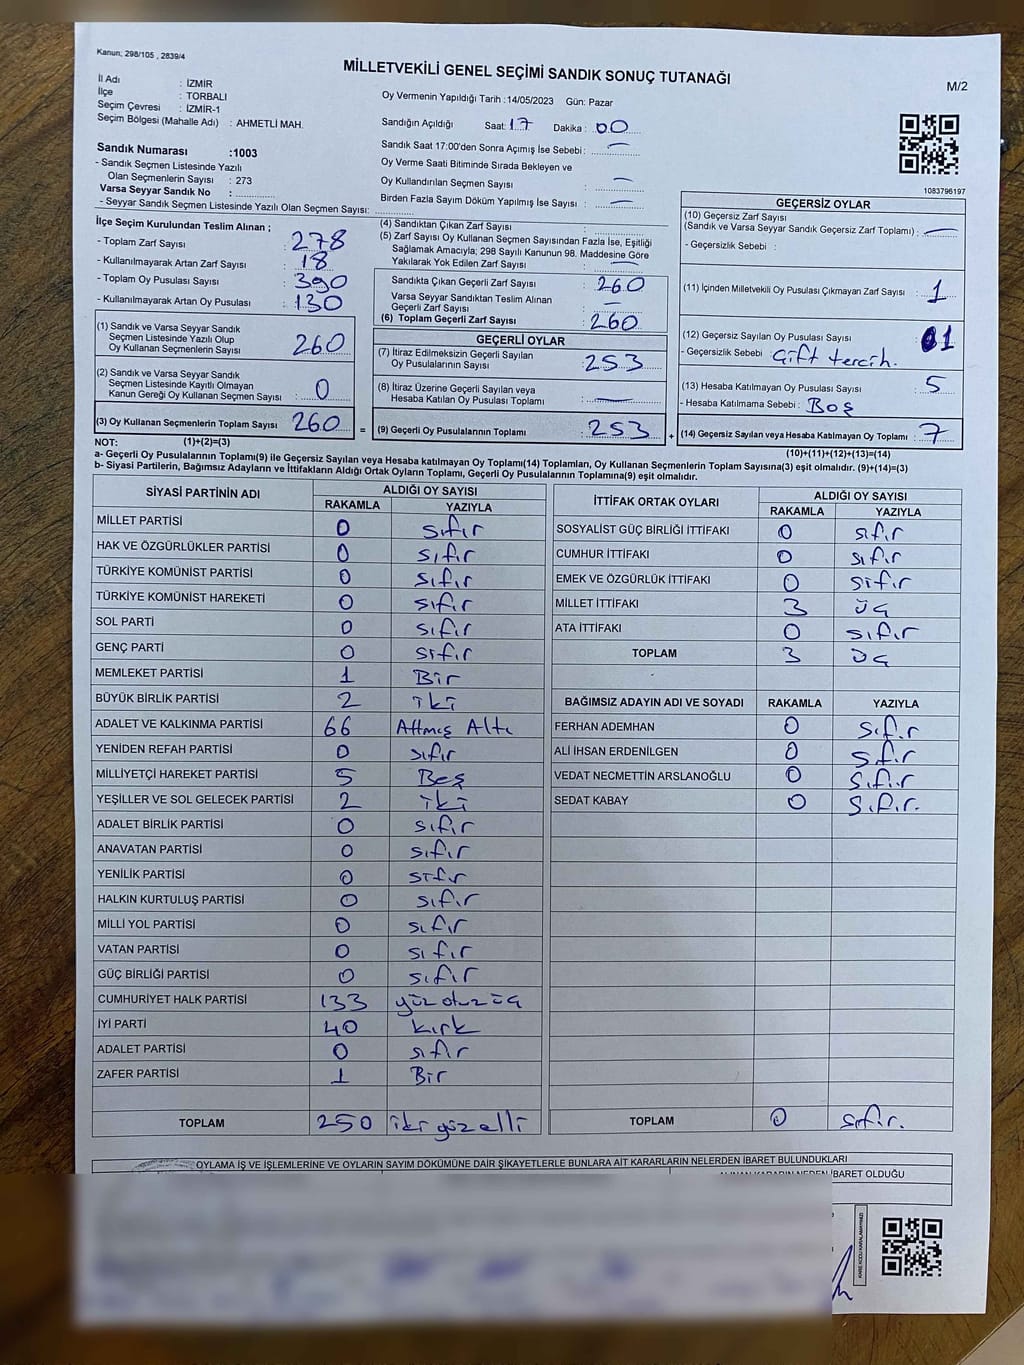 Kanun; 298/105 , 2839/4
MİLLETVEKİLİ GENEL SEÇİMİ SANDIK SONUÇ TUTANAĞI
M/2
İl Adı : İZMİR
İlçe : TORBALI
Seçim Çevresi : İZMİR-1
Seçim Bölgesi (Mahalle Adı) : AHMETLİ MAH.
Sandık Numarası :1003
- Sandık Seçmen Listesinde Yazılı
Olan Seçmenlerin Sayısı : 273
Varsa Seyyar Sandık No :
- Seyyar Sandık Seçmen Listesinde Yazılı Olan Seçmen Sayısı:
Oy Vermenin Yapıldığı Tarih :14/05/2023 Gün: Pazar
Sandığın Açıldığı Saat: 17 Dakika : 00
Sandık Saat 17:00'den Sonra Açımış İse Sebebi : —
Oy Verme Saati Bitiminde Sırada Bekleyen ve
Oy Kullandırılan Seçmen Sayısı : —
Birden Fazla Sayım Döküm Yapılmış İse Sayısı : —
1083796197
İlçe Seçim Kurulundan Teslim Alınan ;
- Toplam Zarf Sayısı : 278
- Kullanılmayarak Artan Zarf Sayısı : 18
- Toplam Oy Pusulası Sayısı : 390
- Kullanılmayarak Artan Oy Pusulası : 130
(1) Sandık ve Varsa Seyyar Sandık
Seçmen Listesinde Yazılı Olup
Oy Kullanan Seçmenlerin Sayısı : 260
(2) Sandık ve Varsa Seyyar Sandık
Seçmen Listesinde Kayıtlı Olmayan
Kanun Gereği Oy Kullanan Seçmen Sayısı : 0
(3) Oy Kullanan Seçmenlerin Toplam Sayısı : 260
(4) Sandıktan Çıkan Zarf Sayısı :
(5) Zarf Sayısı Oy Kullanan Seçmen Sayısından Fazla İse, Eşitliği
Sağlamak Amacıyla; 298 Sayılı Kanunun 98. Maddesine Göre
Yakılarak Yok Edilen Zarf Sayısı : —
Sandıkta Çıkan Geçerli Zarf Sayısı : 260
Varsa Seyyar Sandıktan Teslim Alınan
Geçerli Zarf Sayısı : —
(6) Toplam Geçerli Zarf Sayısı : 260
GEÇERLİ OYLAR
(7) İtiraz Edilmeksizin Geçerli Sayılan
Oy Pusulalarının Sayısı : 253
(8) İtiraz Üzerine Geçerli Sayılan veya
Hesaba Katılan Oy Pusulası Toplamı : —
= (9) Geçerli Oy Pusulalarının Toplamı : 253
GEÇERSİZ OYLAR
(10) Geçersiz Zarf Sayısı
(Sandık ve Varsa Seyyar Sandık Geçersiz Zarf Toplamı) : —
- Geçersizlik Sebebi :
(11) İçinden Milletvekili Oy Pusulası Çıkmayan Zarf Sayısı : 1
(12) Geçersiz Sayılan Oy Pusulası Sayısı : 1
- Geçersizlik Sebebi Çift tercih.
(13) Hesaba Katılmayan Oy Pusulası Sayısı : 5
- Hesaba Katılmama Sebebi : Boş
+ (14) Geçersiz Sayılan veya Hesaba Katılmayan Oy Toplamı : 7
NOT: (1)+(2)=(3) (10)+(11)+(12)+(13)=(14)
a- Geçerli Oy Pusulalarının Toplamı(9) ile Geçersiz Sayılan veya Hesaba katılmayan Oy Toplamı(14) Toplamları, Oy Kullanan Seçmenlerin Toplam Sayısına(3) eşit olmalıdır. (9)+(14)=(3)
b- Siyasi Partilerin, Bağımsız Adayların ve İttifakların Aldığı Ortak Oyların Toplamı, Geçerli Oy Pusulalarının Toplamına(9) eşit olmalıdır.
SİYASİ PARTİNİN ADI ALDIĞI OY SAYISI
RAKAMLA YAZIYLA
MİLLET PARTİSİ 0 sıfır
HAK VE ÖZGÜRLÜKLER PARTİSİ 0 sıfır
TÜRKİYE KOMÜNİST PARTİSİ 0 sıfır
TÜRKİYE KOMÜNİST HAREKETİ 0 sıfır
SOL PARTİ 0 sıfır
GENÇ PARTİ 0 sıfır
MEMLEKET PARTİSİ 1 Bir
BÜYÜK BİRLİK PARTİSİ 2 iki
ADALET VE KALKINMA PARTİSİ 66 Altmış Altı
YENİDEN REFAH PARTİSİ 0 sıfır
MİLLİYETÇİ HAREKET PARTİSİ 5 Beş
YEŞİLLER VE SOL GELECEK PARTİSİ 2 iki
ADALET BİRLİK PARTİSİ 0 sıfır
ANAVATAN PARTİSİ 0 sıfır
YENİLİK PARTİSİ 0 sıfır
HALKIN KURTULUŞ PARTİSİ 0 sıfır
MİLLİ YOL PARTİSİ 0 sıfır
VATAN PARTİSİ 0 sıfır
GÜÇ BİRLİĞİ PARTİSİ 0 sıfır
CUMHURİYET HALK PARTİSİ 133 yüz otuz üç
İYİ PARTİ 40 kırk
ADALET PARTİSİ 0 sıfır
ZAFER PARTİSİ 1 Bir
TOPLAM 250 iki yüz elli
İTTİFAK ORTAK OYLARI ALDIĞI OY SAYISI
RAKAMLA YAZIYLA
SOSYALİST GÜÇ BİRLİĞİ İTTİFAKI 0 sıfır
CUMHUR İTTİFAKI 0 sıfır
EMEK VE ÖZGÜRLÜK İTTİFAKI 0 sıfır
MİLLET İTTİFAKI 3 üç
ATA İTTİFAKI 0 sıfır
TOPLAM 3 üç
BAĞIMSIZ ADAYIN ADI VE SOYADI RAKAMLA YAZIYLA
FERHAN ADEMHAN 0 sıfır
ALİ İHSAN ERDENİLGEN 0 sıfır
VEDAT NECMETTİN ARSLANOĞLU 0 sıfır
SEDAT KABAY 0 sıfır.
TOPLAM 0 sıfır.
OYLAMA İŞ VE İŞLEMLERİNE VE OYLARIN SAYIM DÖKÜMÜNE DAİR ŞİKAYETLERLE BUNLARA AİT KARARLARIN NELERDEN İBARET BULUNDUKLARI
ALINAN KARARIN NEDEN İBARET OLDUĞU